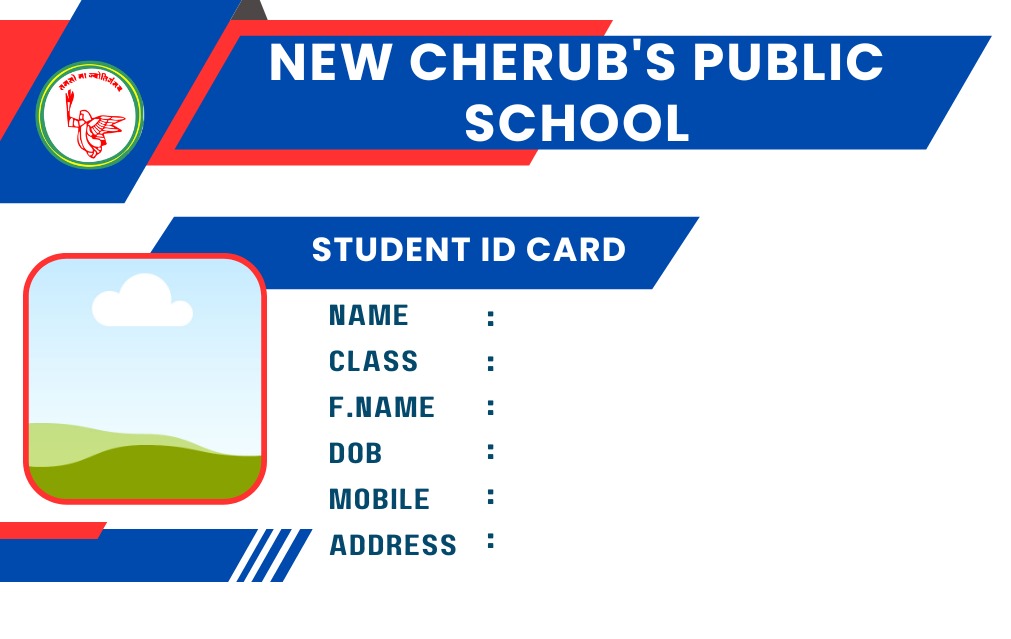 तमसो मा ज्योतिर्गमय
NEW CHERUB'S PUBLIC
SCHOOL
STUDENT ID CARD
NAME :
CLASS :
F.NAME :
DOB :
MOBILE :
ADDRESS :